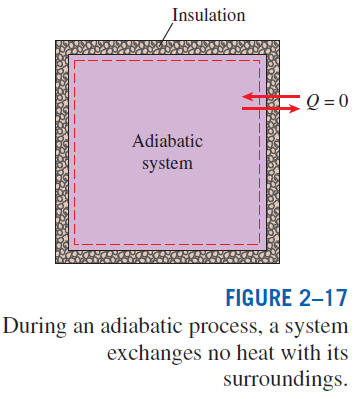 Insulation
Q = 0
Adiabatic
system
FIGURE 2–17
During an adiabatic process, a system
exchanges no heat with its
surroundings.